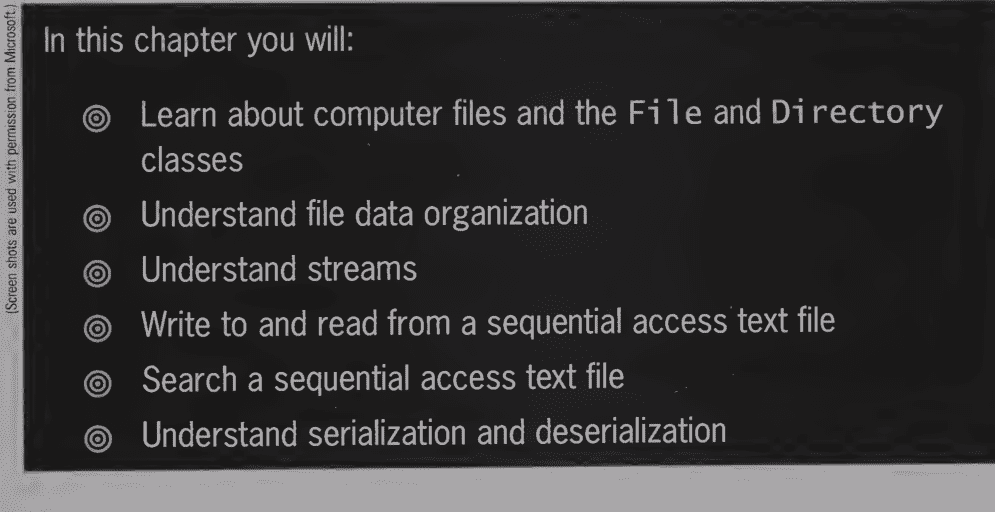 (Screen shots are used with permission from Microsoft.)
In this chapter you will:
Learn about computer files and the File and Directory
classes
Understand file data organization
Understand streams
Write to and read from a sequential access text file
Search a sequential access text file
Understand serialization and deserialization